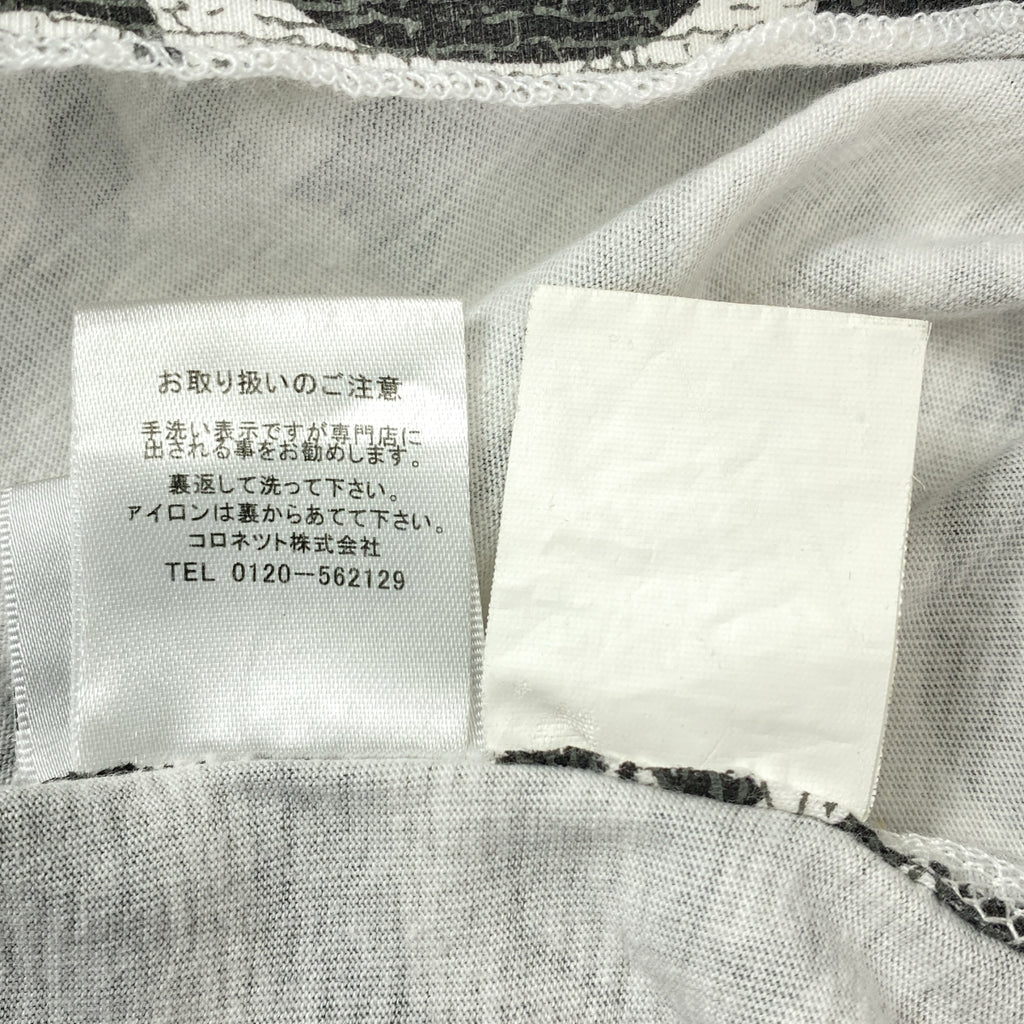 お取り扱いのご注意
手洗い表示ですが専門店に
出される事をお勧めします。
裏返して洗って下さい。
アイロンは裏からあてて下さい。
コロネツト株式会社
TEL 0120-562129